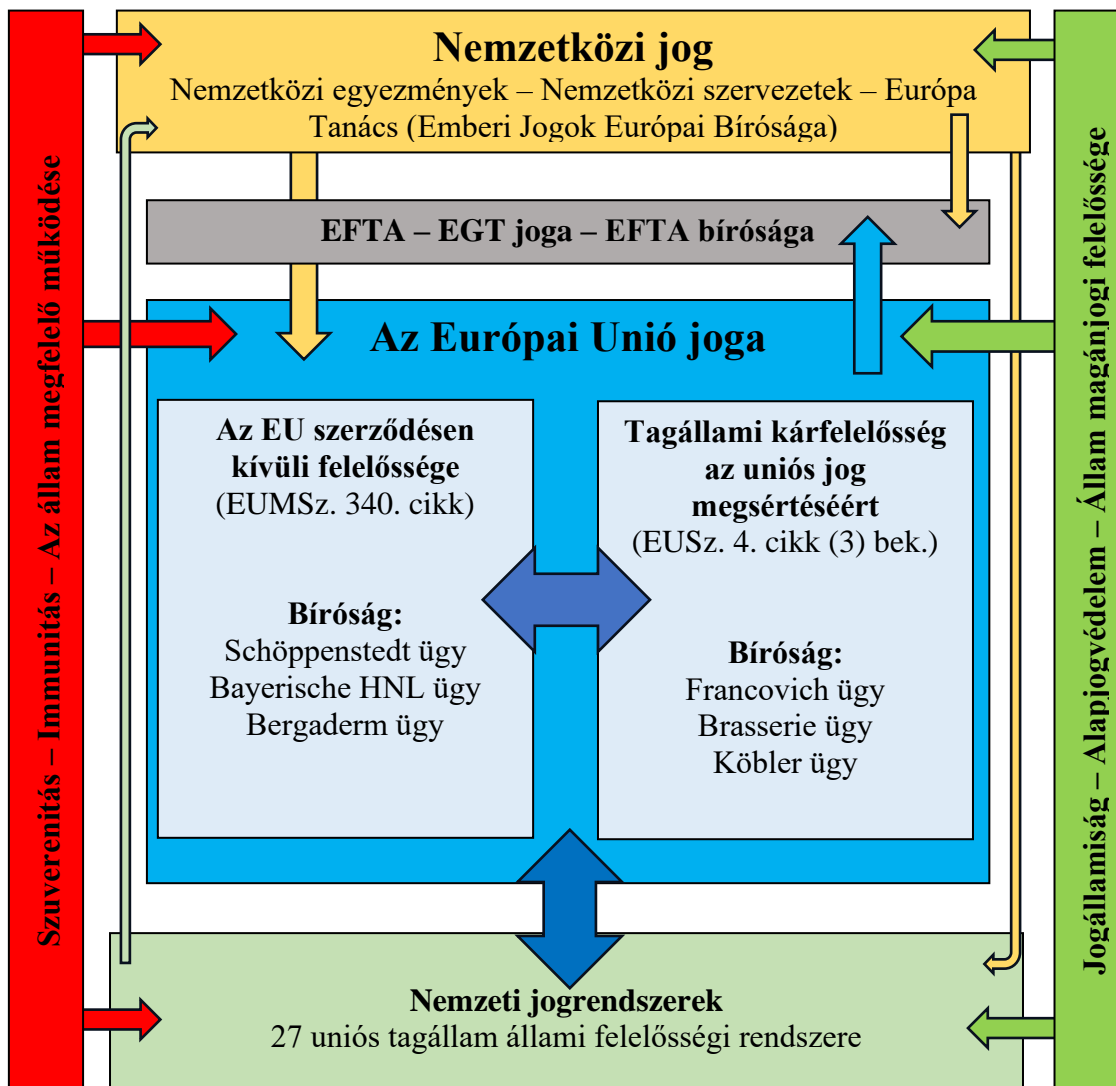 Szuverenitás – Immunitás – Az állam megfelelő működése
Nemzetközi jog
Nemzetközi egyezmények – Nemzetközi szervezetek – Európa
Tanács (Emberi Jogok Európai Bírósága)
EFTA – EGT joga – EFTA bírósága
Az Európai Unió joga
Az EU szerződésen
kívüli felelőssége
(EUMSz. 340. cikk)
Bíróság:
Schöppenstedt ügy
Bayerische HNL ügy
Bergaderm ügy
Tagállami kárfelelősség
az uniós jog
megsértéséért
(EUSz. 4. cikk (3) bek.)
Bíróság:
Francovich ügy
Brasserie ügy
Köbler ügy
Nemzeti jogrendszerek
27 uniós tagállam állami felelősségi rendszere
Jogállamiság – Alapjogvédelem – Állam magánjogi felelőssége